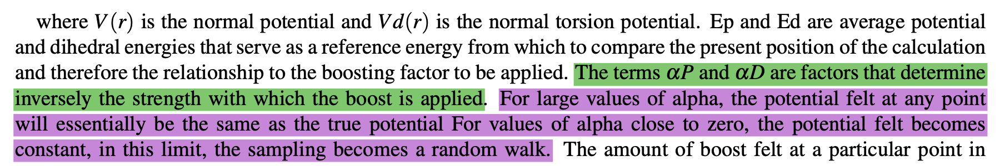 where V(r) is the normal potential and Vd(r) is the normal torsion potential. Ep and Ed are average potential
and dihedral energies that serve as a reference energy from which to compare the present position of the calculation
and therefore the relationship to the boosting factor to be applied. The terms αP and αD are factors that determine
inversely the strength with which the boost is applied. For large values of alpha, the potential felt at any point
will essentially be the same as the true potential For values of alpha close to zero, the potential felt becomes
constant, in this limit, the sampling becomes a random walk. The amount of boost felt at a particular point in